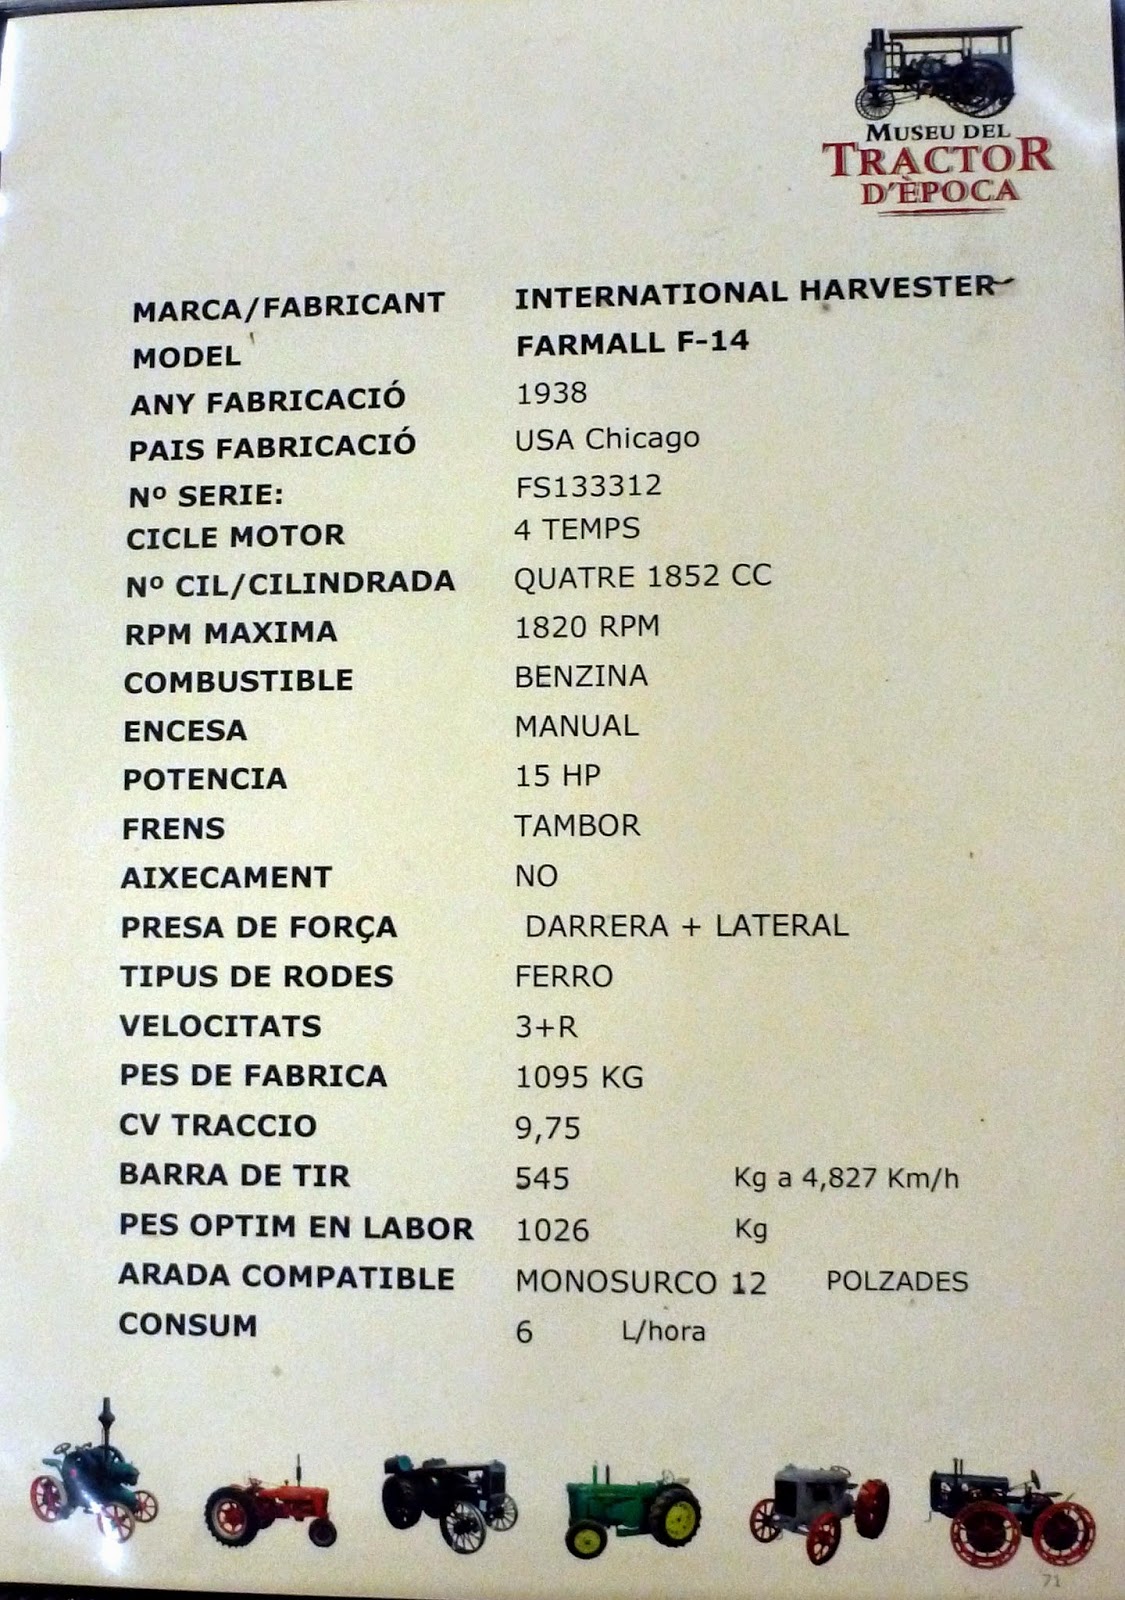 MUSEU DEL
TRACTOR
D'ÈPOCA
MARCA/FABRICANT INTERNATIONAL HARVESTER
MODEL FARMALL F-14
ANY FABRICACIÓ 1938
PAIS FABRICACIÓ USA Chicago
Nº SERIE: FS133312
CICLE MOTOR 4 TEMPS
Nº CIL/CILINDRADA QUATRE 1852 CC
RPM MAXIMA 1820 RPM
COMBUSTIBLE BENZINA
ENCESA MANUAL
POTENCIA 15 HP
FRENS TAMBOR
AIXECAMENT NO
PRESA DE FORÇA DARRERA + LATERAL
TIPUS DE RODES FERRO
VELOCITATS 3+R
PES DE FABRICA 1095 KG
CV TRACCIO 9,75
BARRA DE TIR 545 Kg a 4,827 Km/h
PES OPTIM EN LABOR 1026 Kg
ARADA COMPATIBLE MONOSURCO 12 POLZADES
CONSUM 6 L/hora
71